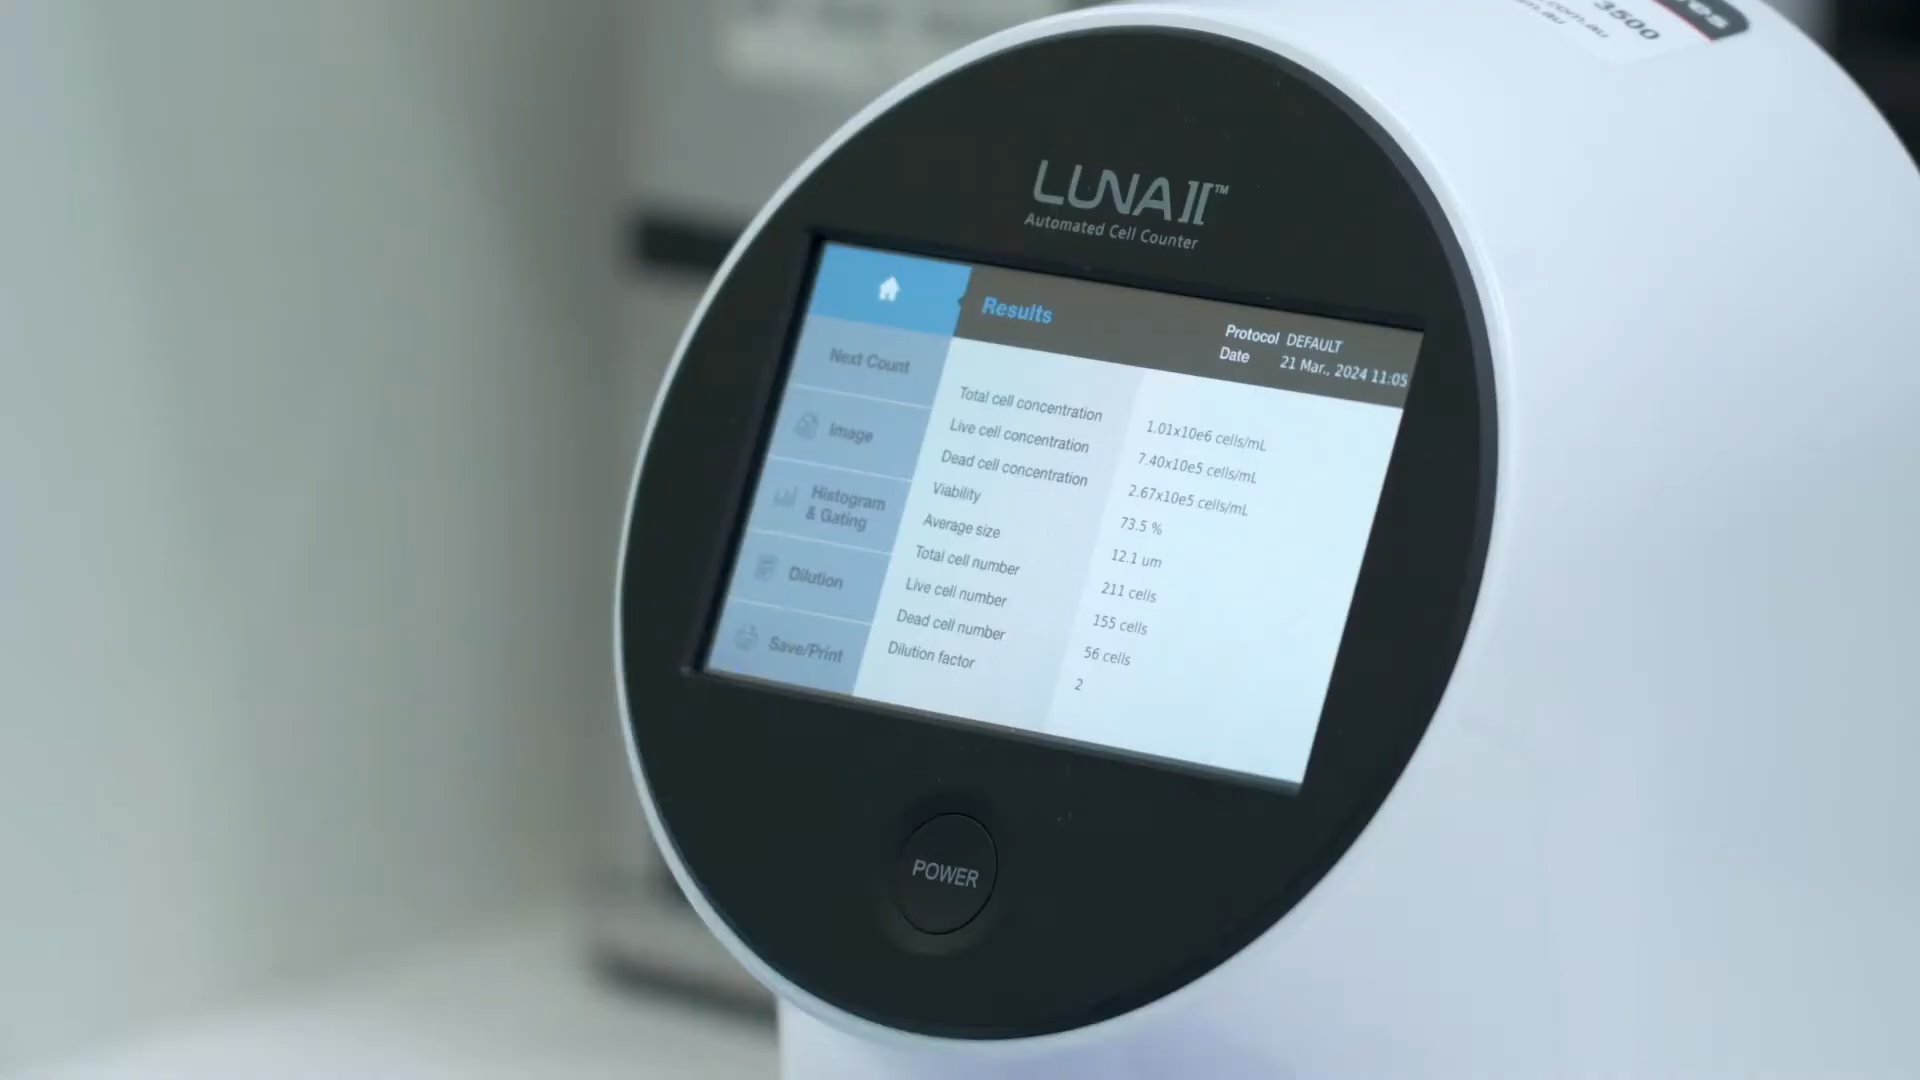 3500
LUNA II™
Automated Cell Counter
Results
Protocol DEFAULT
Date 21 Mar., 2024 11:05
Next Count
Image
Histogram
& Gating
Dilution
Save/Print
Total cell concentration 1.01x10e6 cells/mL
Live cell concentration 7.40x10e5 cells/mL
Dead cell concentration 2.67x10e5 cells/mL
Viability 73.5 %
Average size 12.1 um
Total cell number 211 cells
Live cell number 155 cells
Dead cell number 56 cells
Dilution factor 2
POWER